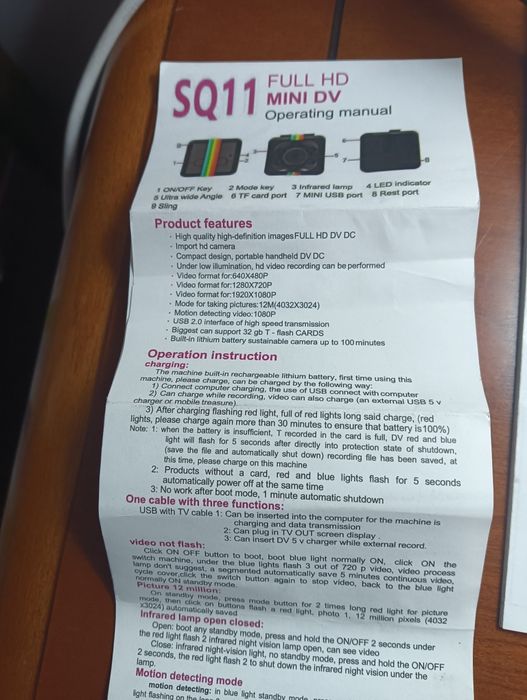 SQ11 FULL HD
MINI DV
Operating manual
1 ON/OFF Key 2 Mode key 3 Infrared lamp 4 LED indicator
5 Ultra wide Angle 6 TF card port 7 MINI USB port 8 Rest port
9 Sling
Product features
· High quality high-definition imagesFULL HD DV DC
· Import hd camera
· Compact design, portable handheld DV DC
· Under low illumination, hd video recording can be performed
· Video format for:640X480P
· Video format for:1280X720P
· Video format for:1920X1080P
· Mode for taking pictures:12M(4032X3024)
· Motion detecting video:1080P
· USB 2.0 interface of high speed transmission
· Biggest can support 32 gb T - flash CARDS
· Built-in lithium battery sustainable camera up to 100 minutes
Operation instruction
charging:
The machine built-in rechargeable lithium battery, first time using this
machine, please charge, can be charged by the following way:
1) Connect computer charging, the use of USB connect with computer
2) Can charge while recording, video can also charge (an external USB 5 v
charger or mobile treasure)
3) After charging flashing red light, full of red lights long said charge, (red
lights, please charge again more than 30 minutes to ensure that battery is100%)
Note: 1: when the battery is insufficient, T recorded in the card is full, DV red and blue
light will flash for 5 seconds after directly into protection state of shutdown,
(save the file and automatically shut down) recording file has been saved, at
this time, please charge on this machine
2: Products without a card, red and blue lights flash for 5 seconds
automatically power off at the same time
3: No work after boot mode, 1 minute automatic shutdown
One cable with three functions:
USB with TV cable 1: Can be inserted into the computer for the machine is
charging and data transmission
2: Can plug in TV OUT screen display .
3: Can insert DV 5 v charger while external record.
video not flash:
Click ON OFF button to boot, boot blue light normally ON, click ON the
switch machine, under the blue lights flash 3 out of 720 p video, video process
lamp don't suggest, a segmented automatically save 5 minutes continuous video,
cycle cover,click the switch button again to stop video, back to the blue light
normally ON standby mode.
Picture 12 million:
On standby mode, press mode button for 2 times long red light for picture
mode, then click on buttons flash a red light, photo 1, 12 million pixels (4032
x3024) automatically saved
Infrared lamp open closed:
Open: boot any standby mode, press and hold the ON/OFF 2 seconds under
the red light flash 2 infrared night vision lamp open, can see video
Close: infrared night-vision light, no standby mode, press and hold the ON/OFF
2 seconds, the red light flash 2 to shut down the infrared night vision under the
lamp.
Motion detecting mode
motion detecting: in blue light standby mode
light flashing on the